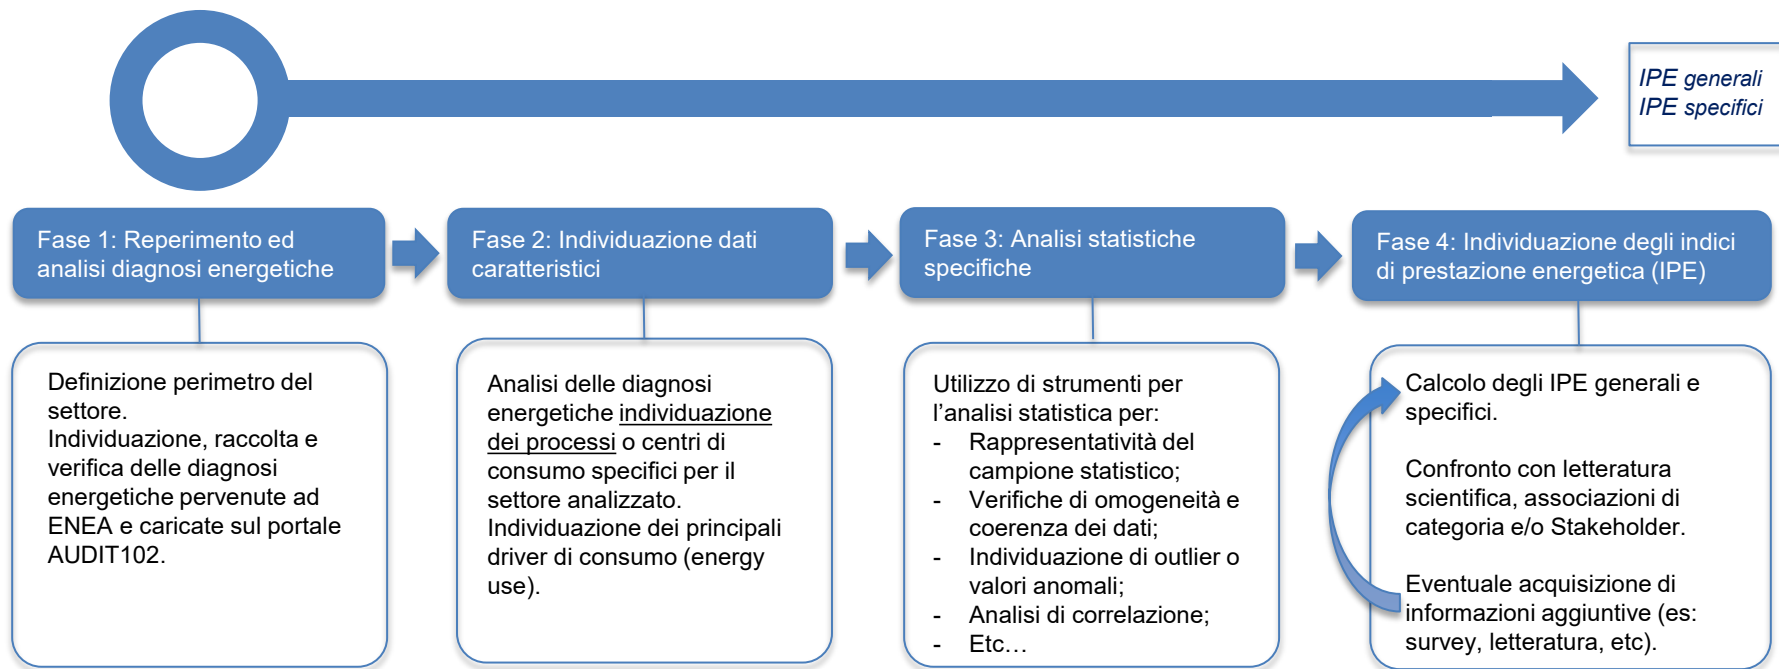 IPE generali
IPE specifici
Fase 1: Reperimento ed
analisi diagnosi energetiche
Fase 2: Individuazione dati
caratteristici
Fase 3: Analisi statistiche
specifiche
Fase 4: Individuazione degli indici
di prestazione energetica (IPE)
Definizione perimetro del
settore.
Individuazione, raccolta e
verifica delle diagnosi
energetiche pervenute ad
ENEA e caricate sul portale
AUDIT102.
Analisi delle diagnosi
energetiche individuazione
dei processi o centri di
consumo specifici per il
settore analizzato.
Individuazione dei principali
driver di consumo (energy
use).
Utilizzo di strumenti per
l’analisi statistica per:
- Rappresentatività del
campione statistico;
- Verifiche di omogeneità e
coerenza dei dati;
- Individuazione di outlier o
valori anomali;
- Analisi di correlazione;
- Etc…
Calcolo degli IPE generali e
specifici.
Confronto con letteratura
scientifica, associazioni di
categoria e/o Stakeholder.
Eventuale acquisizione di
informazioni aggiuntive (es:
survey, letteratura, etc).